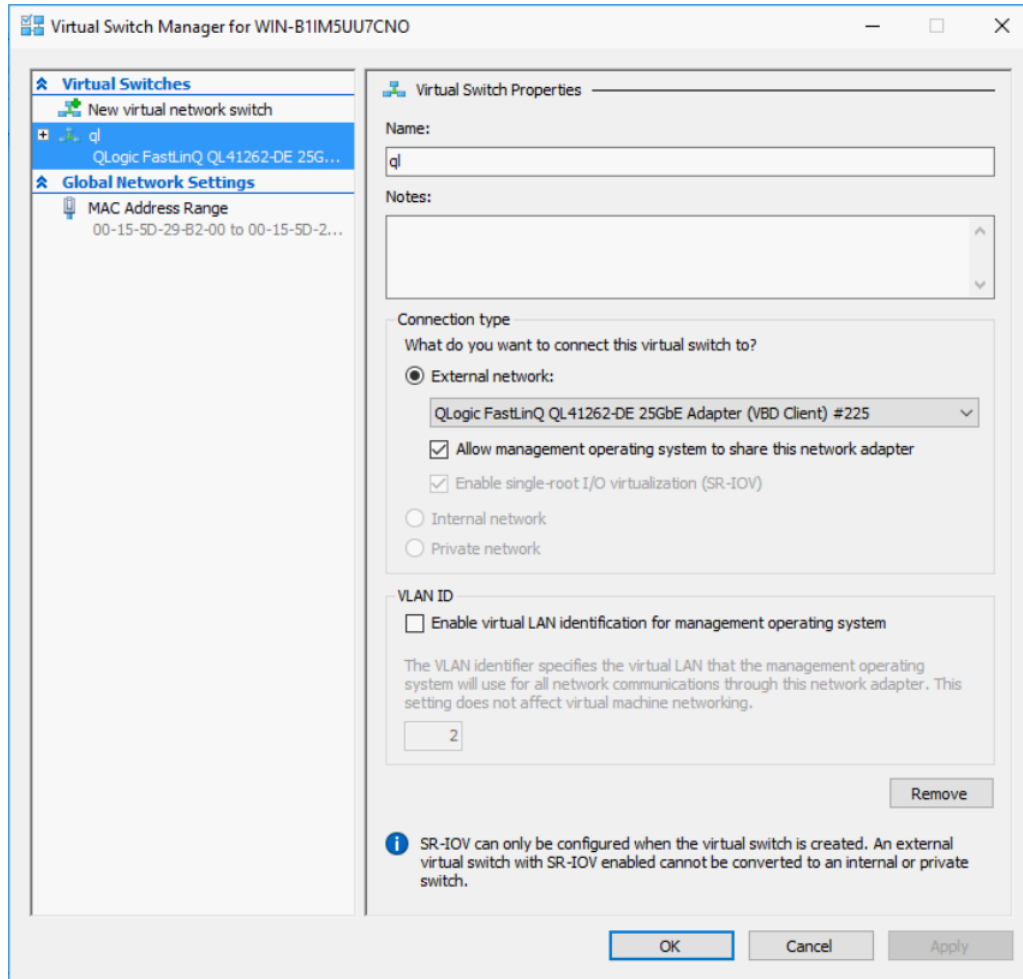 Virtual Switch Manager for WIN-B1IM5UU7CNO
Virtual Switches
New virtual network switch
ql
QLogic FastLinQ QL41262-DE 25G...
Global Network Settings
MAC Address Range
00-15-5D-29-B2-00 to 00-15-5D-2...
Virtual Switch Properties
Name:
ql
Notes:
Connection type
What do you want to connect this virtual switch to?
External network:
QLogic FastLinQ QL41262-DE 25GbE Adapter (VBD Client) #225
Allow management operating system to share this network adapter
Enable single-root I/O virtualization (SR-IOV)
Internal network
Private network
VLAN ID
Enable virtual LAN identification for management operating system
The VLAN identifier specifies the virtual LAN that the management operating
system will use for all network communications through this network adapter. This
setting does not affect virtual machine networking.
2
Remove
SR-IOV can only be configured when the virtual switch is created. An external
virtual switch with SR-IOV enabled cannot be converted to an internal or private
switch.
OK
Cancel
Apply